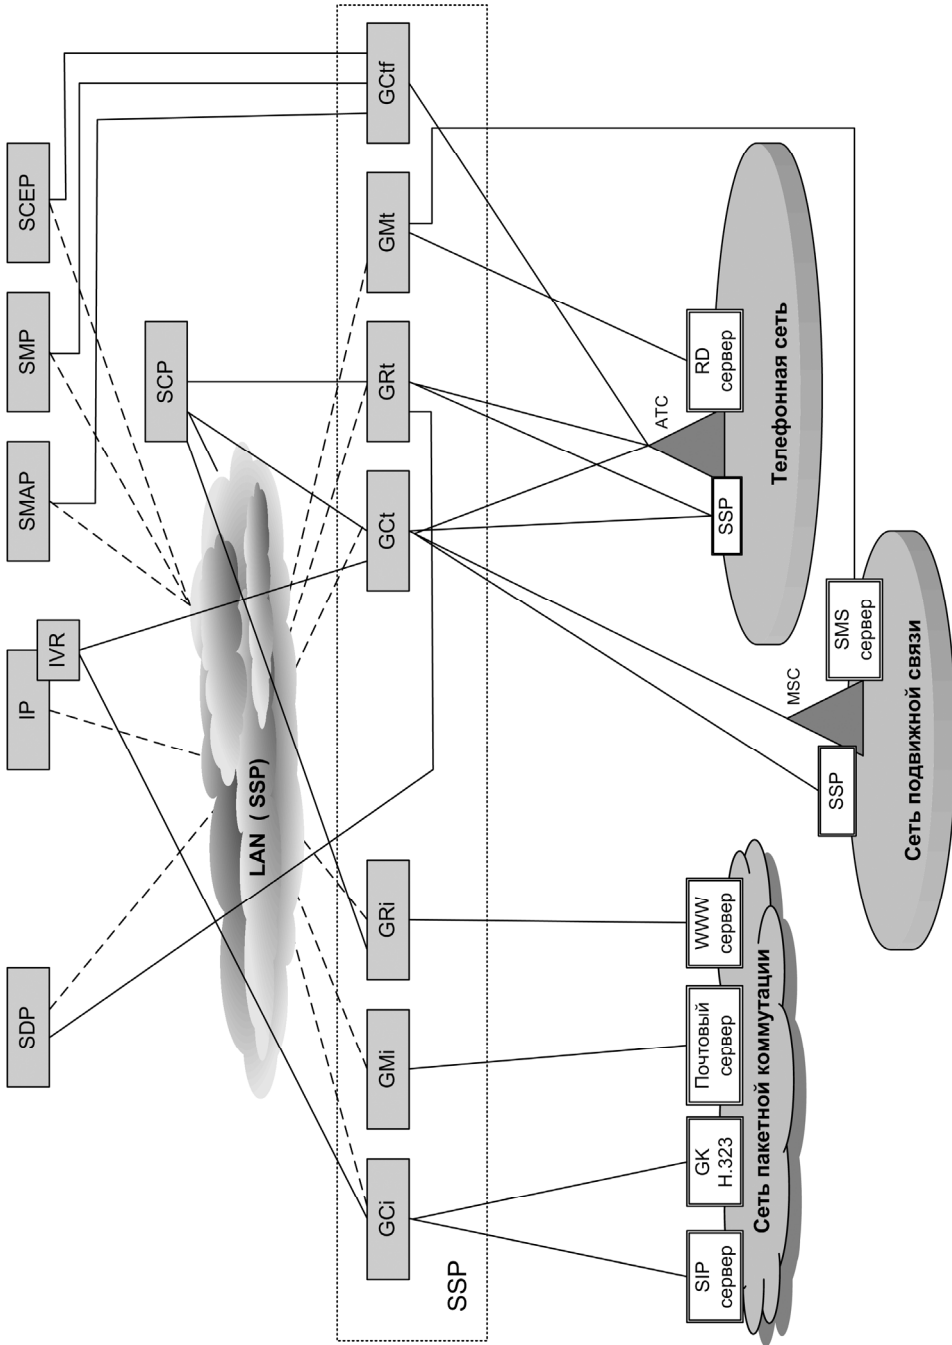 SDP
IP
IVR
SMAP
SMP
SCEP
SCP
LAN ( SSP)
GCi
GMi
GRi
GCt
GRt
GMt
GCtf
SSP
SIP
сервер
GK
H.323
Почтовый
сервер
WWW
сервер
Сеть пакетной коммутации
SSP
MSC
SMS
сервер
Сеть подвижной связи
SSP
АТС
RD
сервер
Телефонная сеть